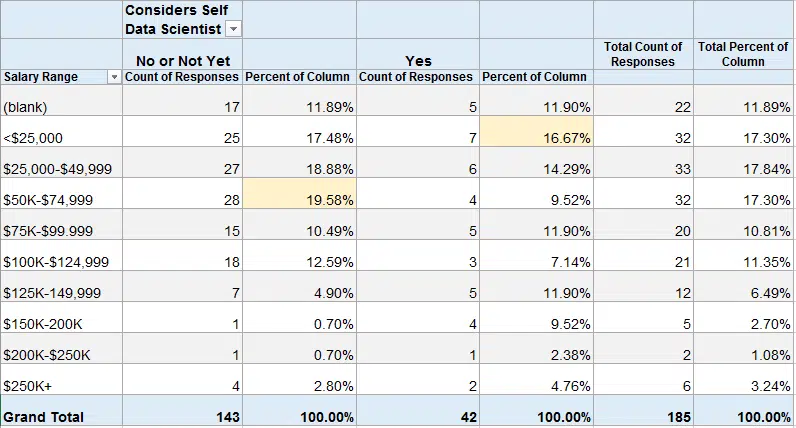 Considers Self
Data Scientist
No or Not Yet Yes Total Count of Responses Total Percent of Column
Salary Range Count of Responses Percent of Column Count of Responses Percent of Column
(blank) 17 11.89% 5 11.90% 22 11.89%
<$25,000 25 17.48% 7 16.67% 32 17.30%
$25,000-$49,999 27 18.88% 6 14.29% 33 17.84%
$50K-$74,999 28 19.58% 4 9.52% 32 17.30%
$75K-$99.999 15 10.49% 5 11.90% 20 10.81%
$100K-$124,999 18 12.59% 3 7.14% 21 11.35%
$125K-149,999 7 4.90% 5 11.90% 12 6.49%
$150K-200K 1 0.70% 4 9.52% 5 2.70%
$200K-$250K 1 0.70% 1 2.38% 2 1.08%
$250K+ 4 2.80% 2 4.76% 6 3.24%
Grand Total 143 100.00% 42 100.00% 185 100.00%